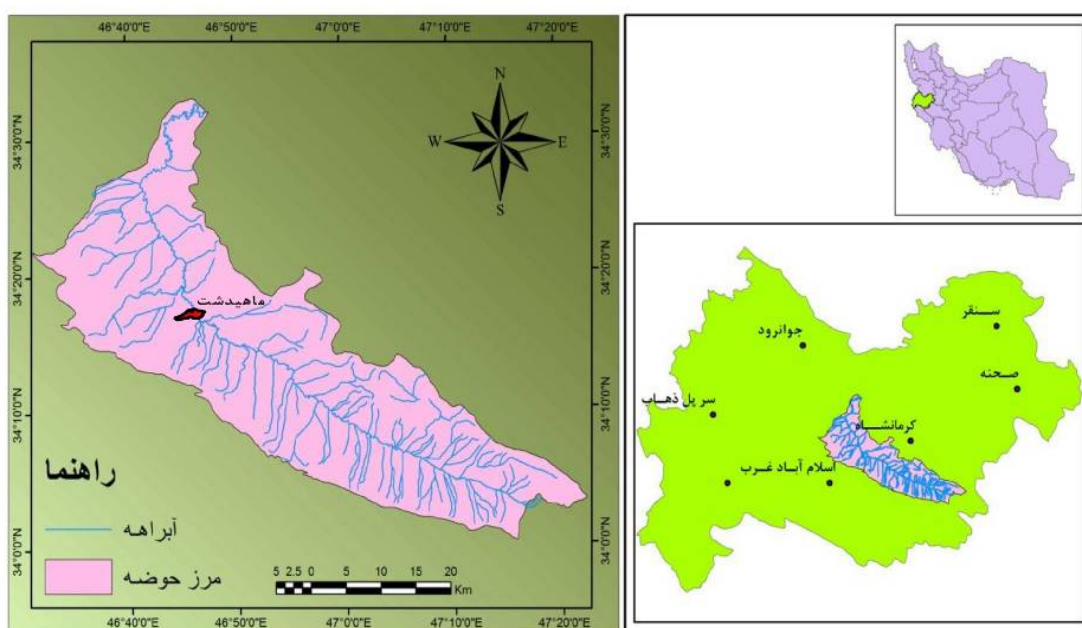 46°40'0"E 46°50'0"E 47°0'0"E 47°10'0"E 47°20'0"E
34°30'0"N
34°20'0"N
34°10'0"N
34°0'0"N
34°30'0"N
34°20'0"N
34°10'0"N
34°0'0"N
N
W
E
S
ماهیدشت
راهنما
آبراهه
مرز حوضه
5 2.5 0 5 10 15 20
Km
46°40'0"E 46°50'0"E 47°0'0"E 47°10'0"E 47°20'0"E
سنقر
جوانرود
صحنه
سر پل ذهاب
کرمانشاه
اسلام آباد غرب